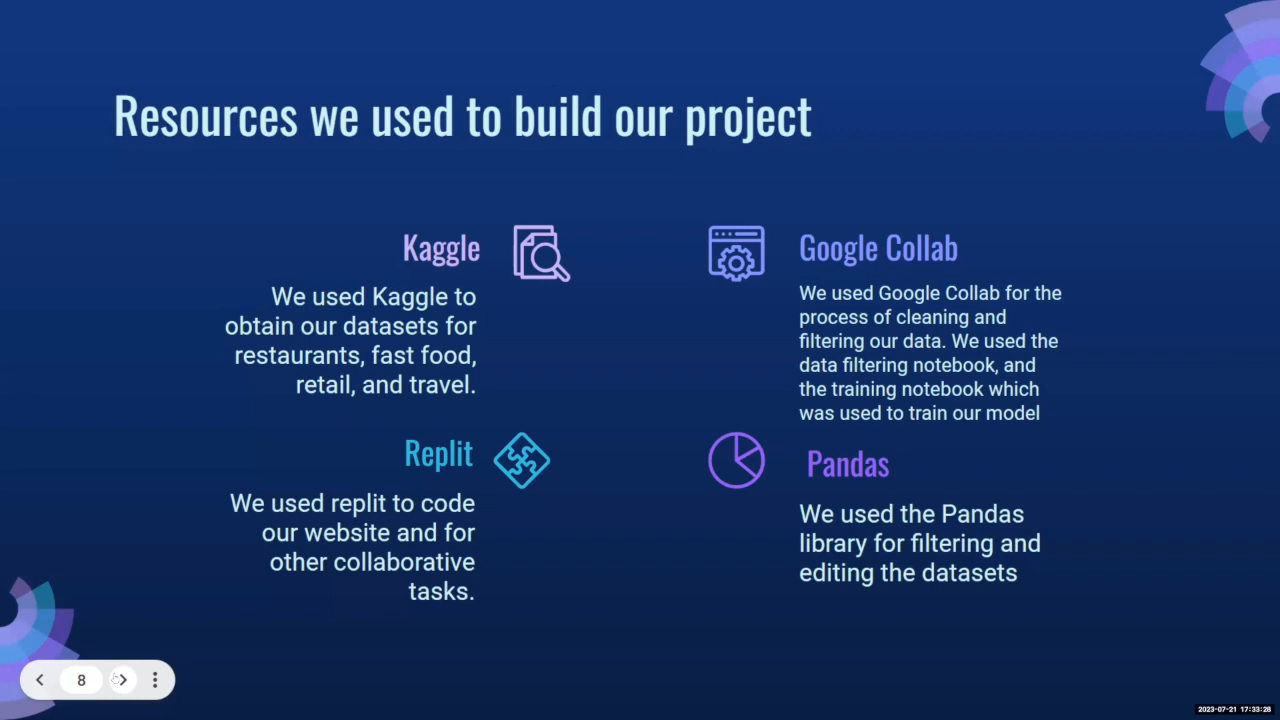 Resources we used to build our project
Kaggle
We used Kaggle to
obtain our datasets for
restaurants, fast food,
retail, and travel.
Google Collab
We used Google Collab for the
process of cleaning and
filtering our data. We used the
data filtering notebook, and
the training notebook which
was used to train our model
Replit
We used replit to code
our website and for
other collaborative
tasks.
Pandas
We used the Pandas
library for filtering and
editing the datasets
8
2023-07-21 17:33:28